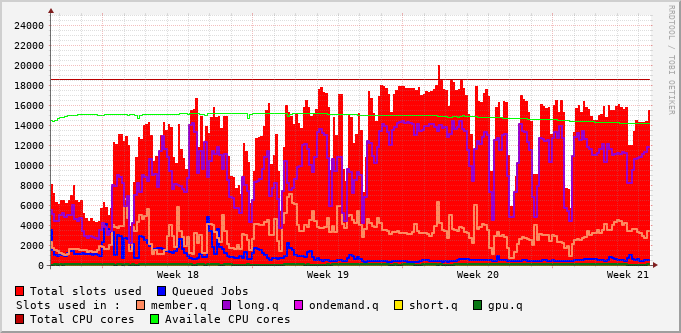 24000
22000
20000
18000
16000
14000
12000
10000
8000
6000
4000
2000
0
Week 18 Week 19 Week 20 Week 21
Total slots used Queued Jobs
Slots used in : member.q long.q ondemand.q short.q gpu.q
Total CPU cores Availale CPU cores
RRDTOOL / TOBI OETIKER